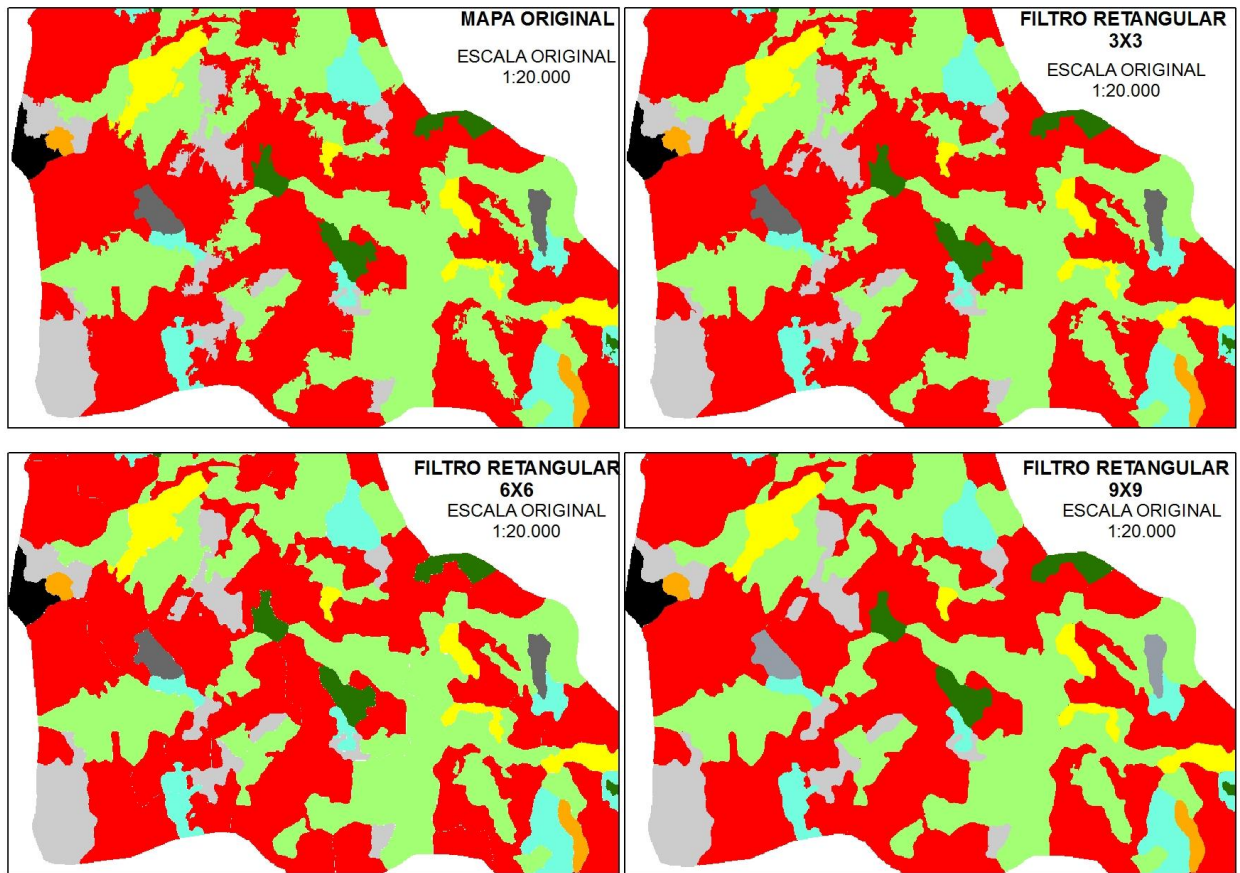 MAPA ORIGINAL
ESCALA ORIGINAL
1:20.000
FILTRO RETANGULAR
3X3
ESCALA ORIGINAL
1:20.000
FILTRO RETANGULAR
6X6
ESCALA ORIGINAL
1:20.000
FILTRO RETANGULAR
9X9
ESCALA ORIGINAL
1:20.000